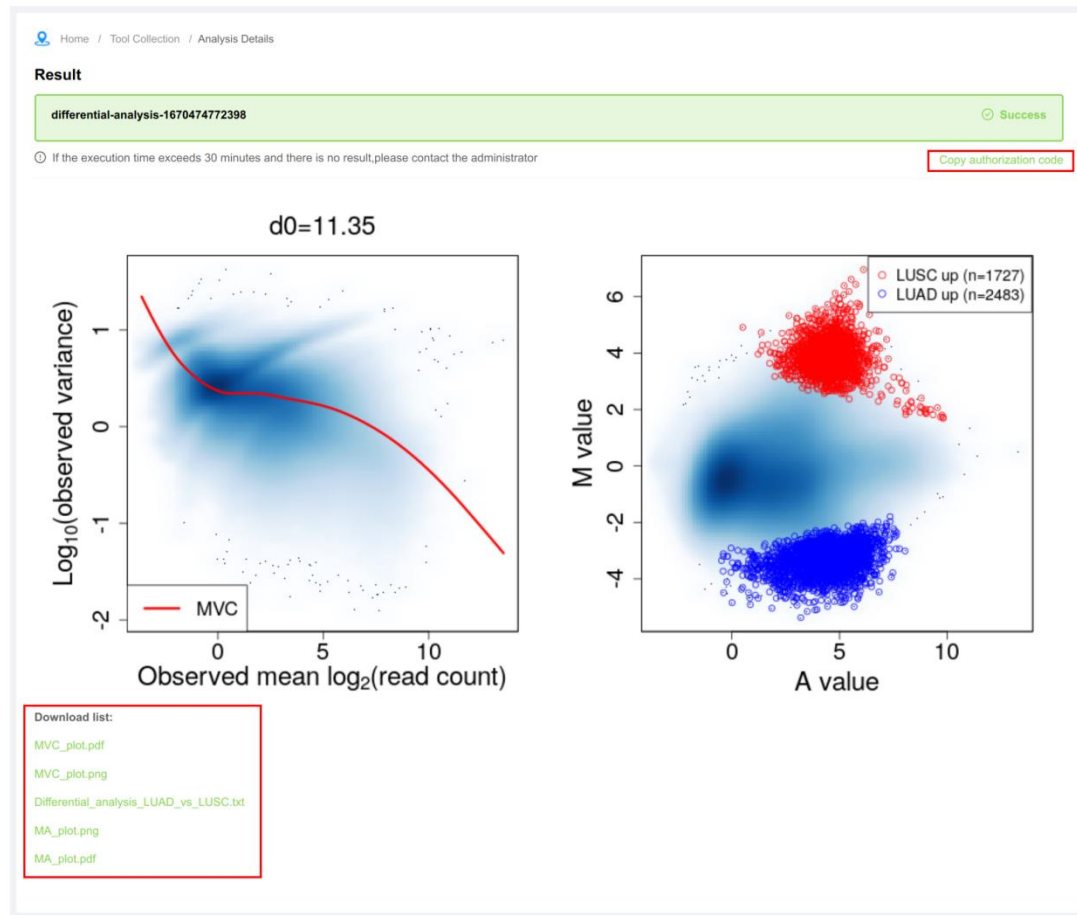 Home / Tool Collection / Analysis Details
Result
differential-analysis-1670474772398
Success
If the execution time exceeds 30 minutes and there is no result,please contact the administrator
Copy authorization code
d0=11.35
Log10(observed variance)
1
0
-1
-2
MVC
0 5 10
Observed mean log2(read count)
LUSC up (n=1727)
LUAD up (n=2483)
M value
6
4
2
0
-2
-4
0 5 10
A value
Download list:
MVC_plot.pdf
MVC_plot.png
Differential_analysis_LUAD_vs_LUSC.txt
MA_plot.png
MA_plot.pdf